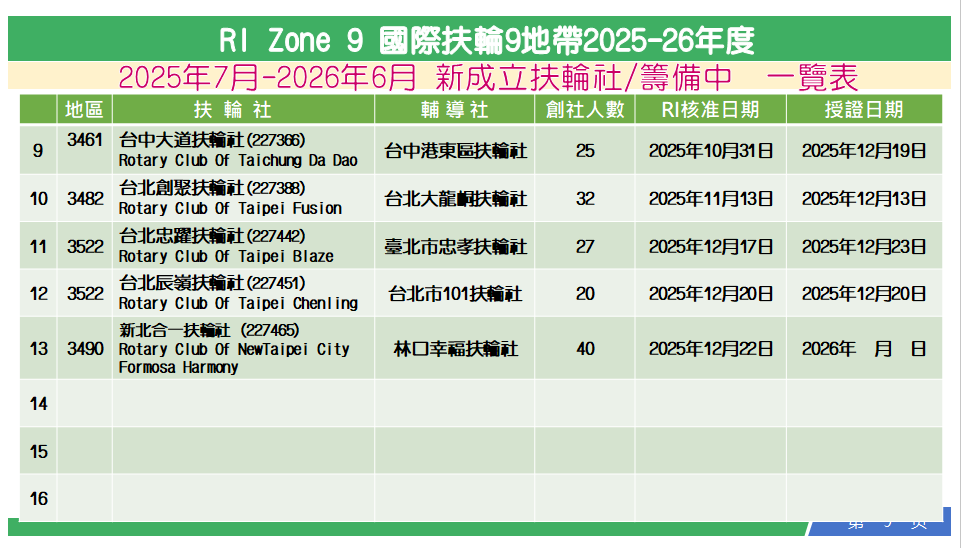 RI Zone 9 國際扶輪9地帶2025-26年度
2025年7月-2026年6月 新成立扶輪社/籌備中 一覽表
地區 扶 輪 社 輔 導 社 創社人數 RI核准日期 授證日期
9 3461 台中大道扶輪社(227366) 台中港東區扶輪社 25 2025年10月31日 2025年12月19日
Rotary Club Of Taichung Da Dao
10 3482 台北創聚扶輪社(227388) 台北大龍峒扶輪社 32 2025年11月13日 2025年12月13日
Rotary Club Of Taipei Fusion
11 3522 台北忠躍扶輪社(227442) 臺北市忠孝扶輪社 27 2025年12月17日 2025年12月23日
Rotary Club Of Taipei Blaze
12 3522 台北辰嶺扶輪社(227451) 台北市101扶輪社 20 2025年12月20日 2025年12月20日
Rotary Club Of Taipei Chenling
新北合一扶輪社 (227465)
13 3490 Rotary Club Of NewTaipei City 林口幸福扶輪社 40 2025年12月22日 2026年 月 日
Formosa Harmony
14
15
16
第 9 頁